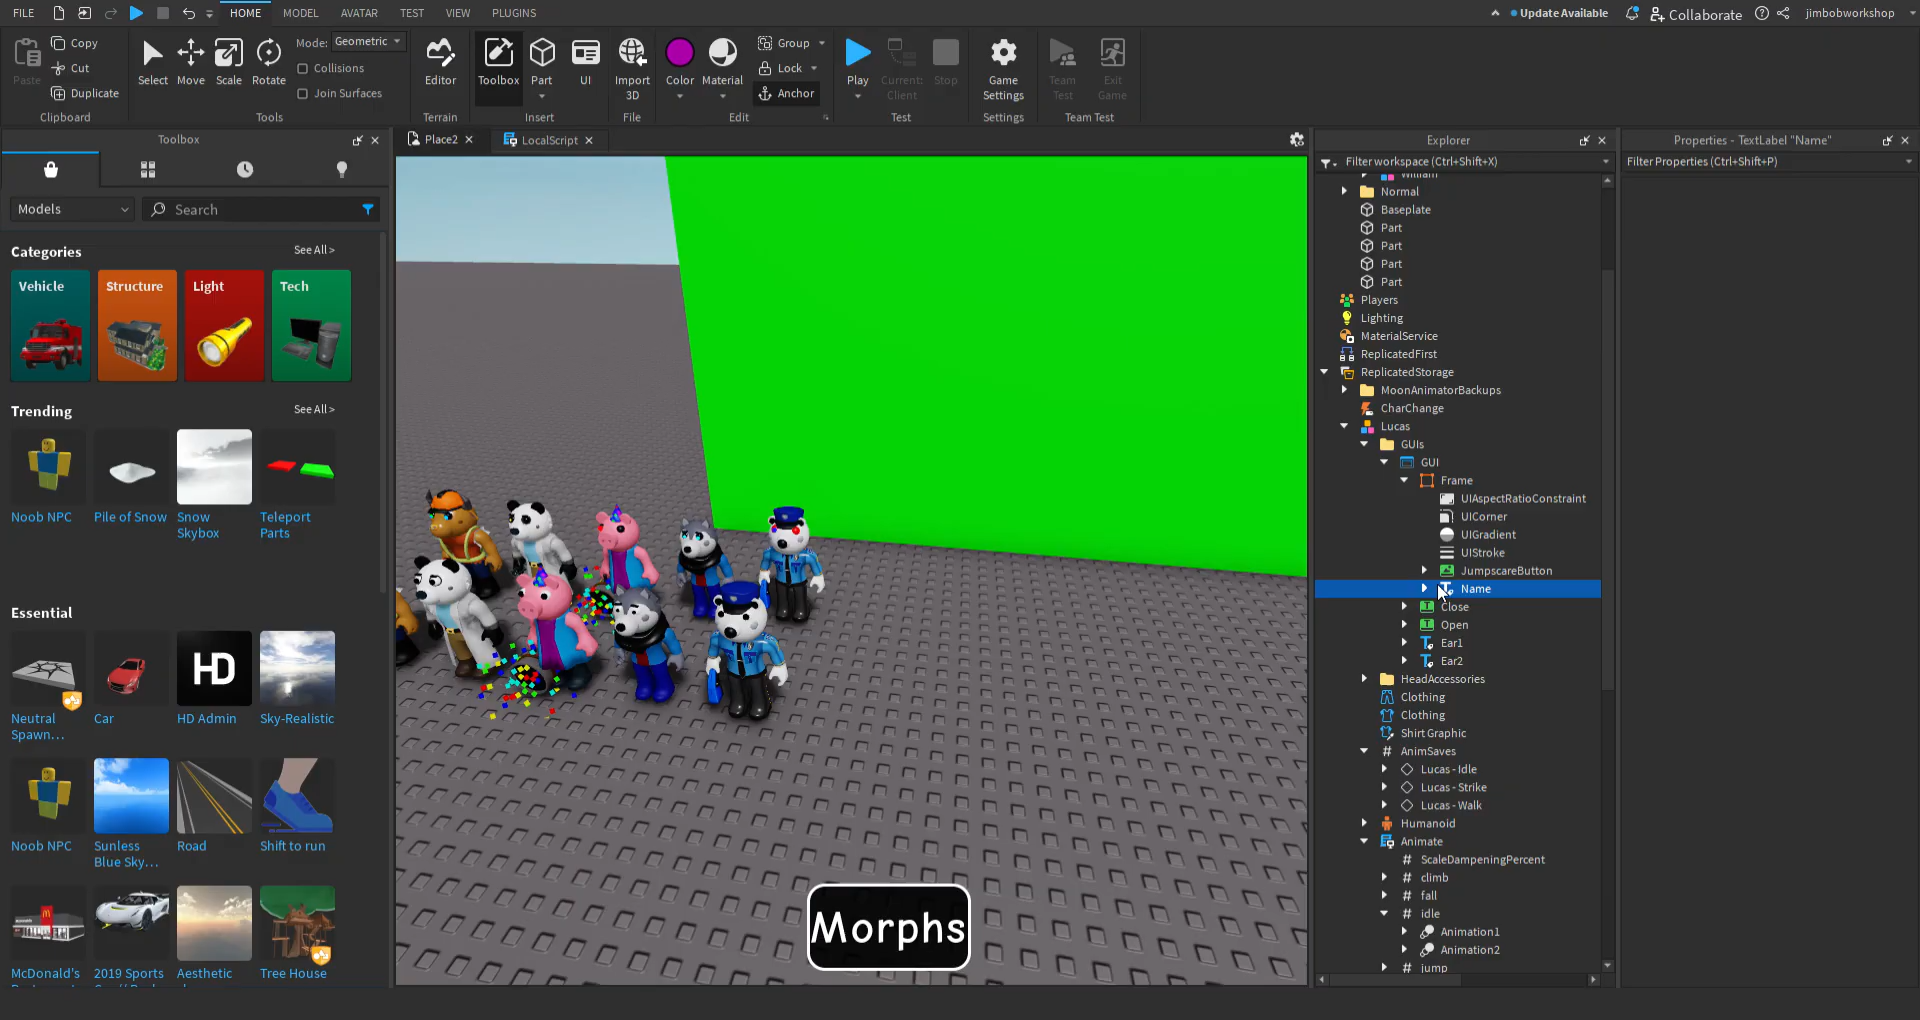 FILE HOME MODEL AVATAR TEST VIEW PLUGINS Update Available Collaborate jimbobworkshop
Paste Copy Cut Duplicate
Clipboard
Select Move Scale Rotate
Mode: Geometric
Collisions
Join Surfaces
Tools
Editor
Terrain
Toolbox Part UI
Insert
Import 3D
File
Color Material Group Lock Anchor
Edit
Play Current: Client Stop
Test
Game Settings
Settings
Team Test Exit Game
Team Test
Toolbox
Models Search
Categories See All >
Vehicle Structure Light Tech
Trending See All >
Noob NPC Pile of Snow Snow Skybox Teleport Parts
Essential
Neutral Spawn... Car HD Admin Sky-Realistic
Noob NPC Sunless Blue Sky... Road Shift to run
McDonald's 2019 Sports Aesthetic Tree House
Place2 LocalScript
HD
Morphs
Explorer
Filter workspace (Ctrl+Shift+X)
William
Normal
Baseplate
Part
Part
Part
Part
Players
Lighting
MaterialService
ReplicatedFirst
ReplicatedStorage
MoonAnimatorBackups
CharChange
Lucas
GUIs
GUI
Frame
UIAspectRatioConstraint
UICorner
UIGradient
UIStroke
JumpscareButton
Name
Close
Open
Ear1
Ear2
HeadAccessories
Clothing
Clothing
Shirt Graphic
AnimSaves
Lucas - Idle
Lucas - Strike
Lucas - Walk
Humanoid
Animate
ScaleDampeningPercent
climb
fall
idle
Animation1
Animation2
jump
Properties - TextLabel "Name"
Filter Properties (Ctrl+Shift+P)